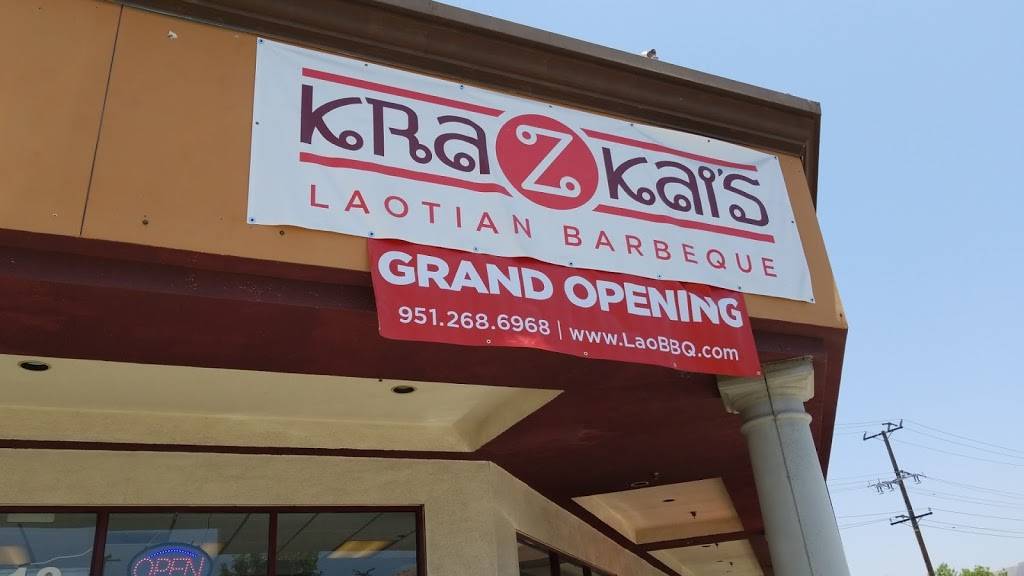 KRaZKai's
LAOTIAN BARBEQUE
GRAND OPENING
951.268.6968 | www.LaoBBQ.com
OPEN